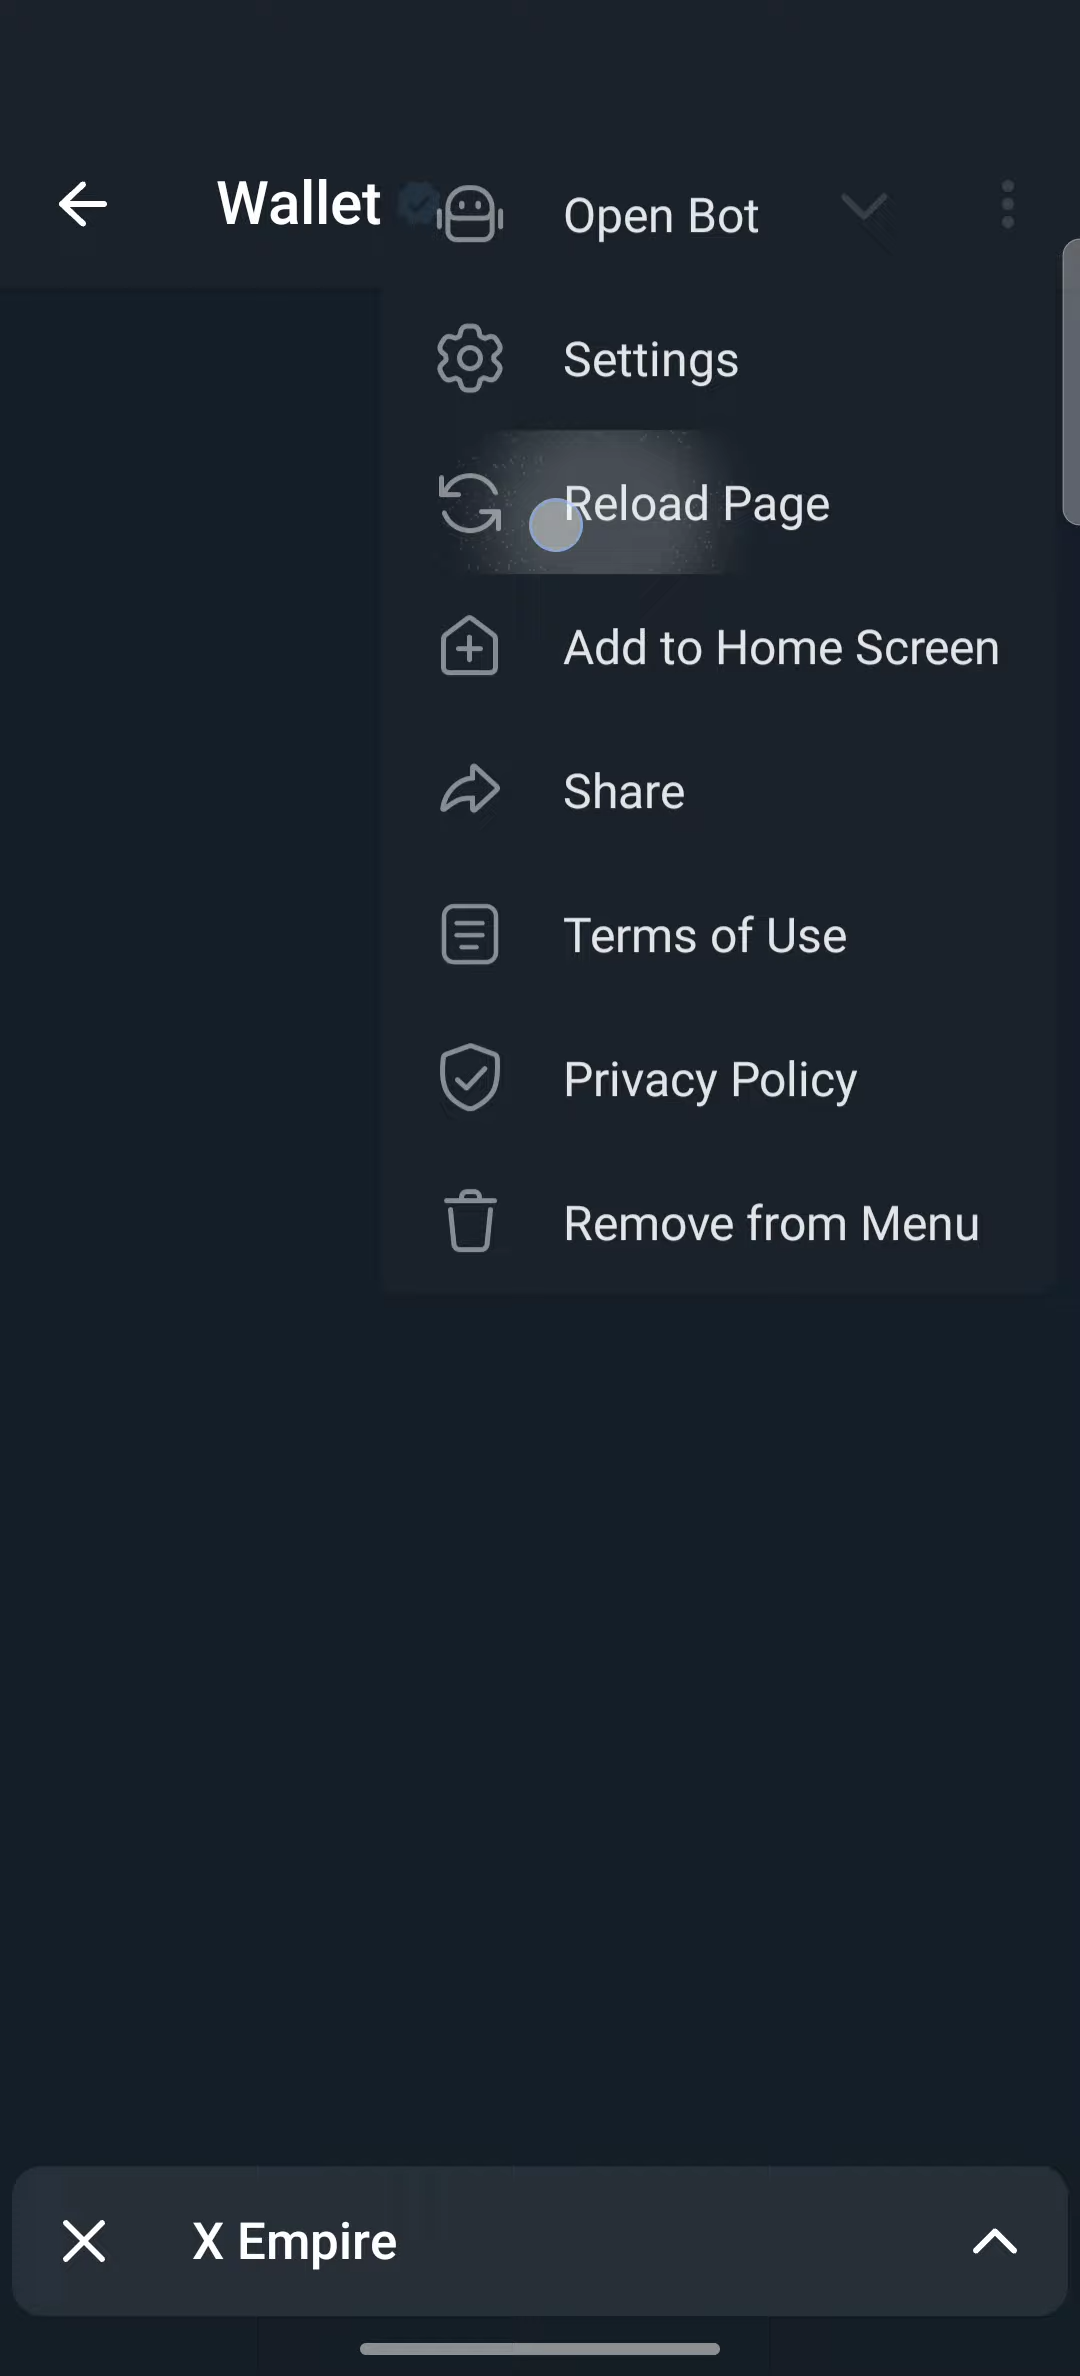 Wallet
Open Bot
Settings
Reload Page
Add to Home Screen
Share
Terms of Use
Privacy Policy
Remove from Menu
X Empire